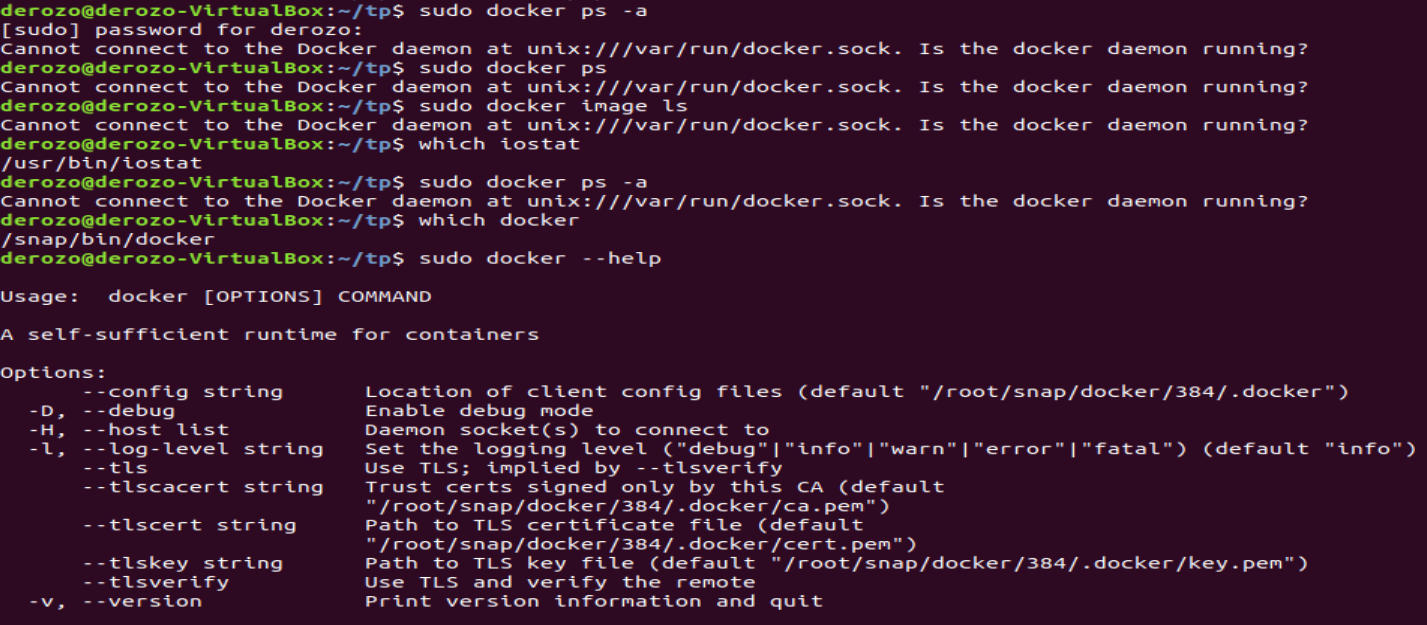 derozo@derozo-VirtualBox:~/tp$ sudo docker ps -a
[sudo] password for derozo:
Cannot connect to the Docker daemon at unix:///var/run/docker.sock. Is the docker daemon running?
derozo@derozo-VirtualBox:~/tp$ sudo docker ps
Cannot connect to the Docker daemon at unix:///var/run/docker.sock. Is the docker daemon running?
derozo@derozo-VirtualBox:~/tp$ sudo docker image ls
Cannot connect to the Docker daemon at unix:///var/run/docker.sock. Is the docker daemon running?
derozo@derozo-VirtualBox:~/tp$ which iostat
/usr/bin/iostat
derozo@derozo-VirtualBox:~/tp$ sudo docker ps -a
Cannot connect to the Docker daemon at unix:///var/run/docker.sock. Is the docker daemon running?
derozo@derozo-VirtualBox:~/tp$ which docker
/snap/bin/docker
derozo@derozo-VirtualBox:~/tp$ sudo docker --help
Usage:  docker [OPTIONS] COMMAND
A self-sufficient runtime for containers
Options:
      --config string      Location of client config files (default "/root/snap/docker/384/.docker")
  -D, --debug              Enable debug mode
  -H, --host list          Daemon socket(s) to connect to
  -l, --log-level string   Set the logging level ("debug"|"info"|"warn"|"error"|"fatal") (default "info")
      --tls                Use TLS; implied by --tlsverify
      --tlscacert string   Trust certs signed only by this CA (default
                           "/root/snap/docker/384/.docker/ca.pem")
      --tlscert string     Path to TLS certificate file (default
                           "/root/snap/docker/384/.docker/cert.pem")
      --tlskey string      Path to TLS key file (default "/root/snap/docker/384/.docker/key.pem")
      --tlsverify          Use TLS and verify the remote
  -v, --version            Print version information and quit